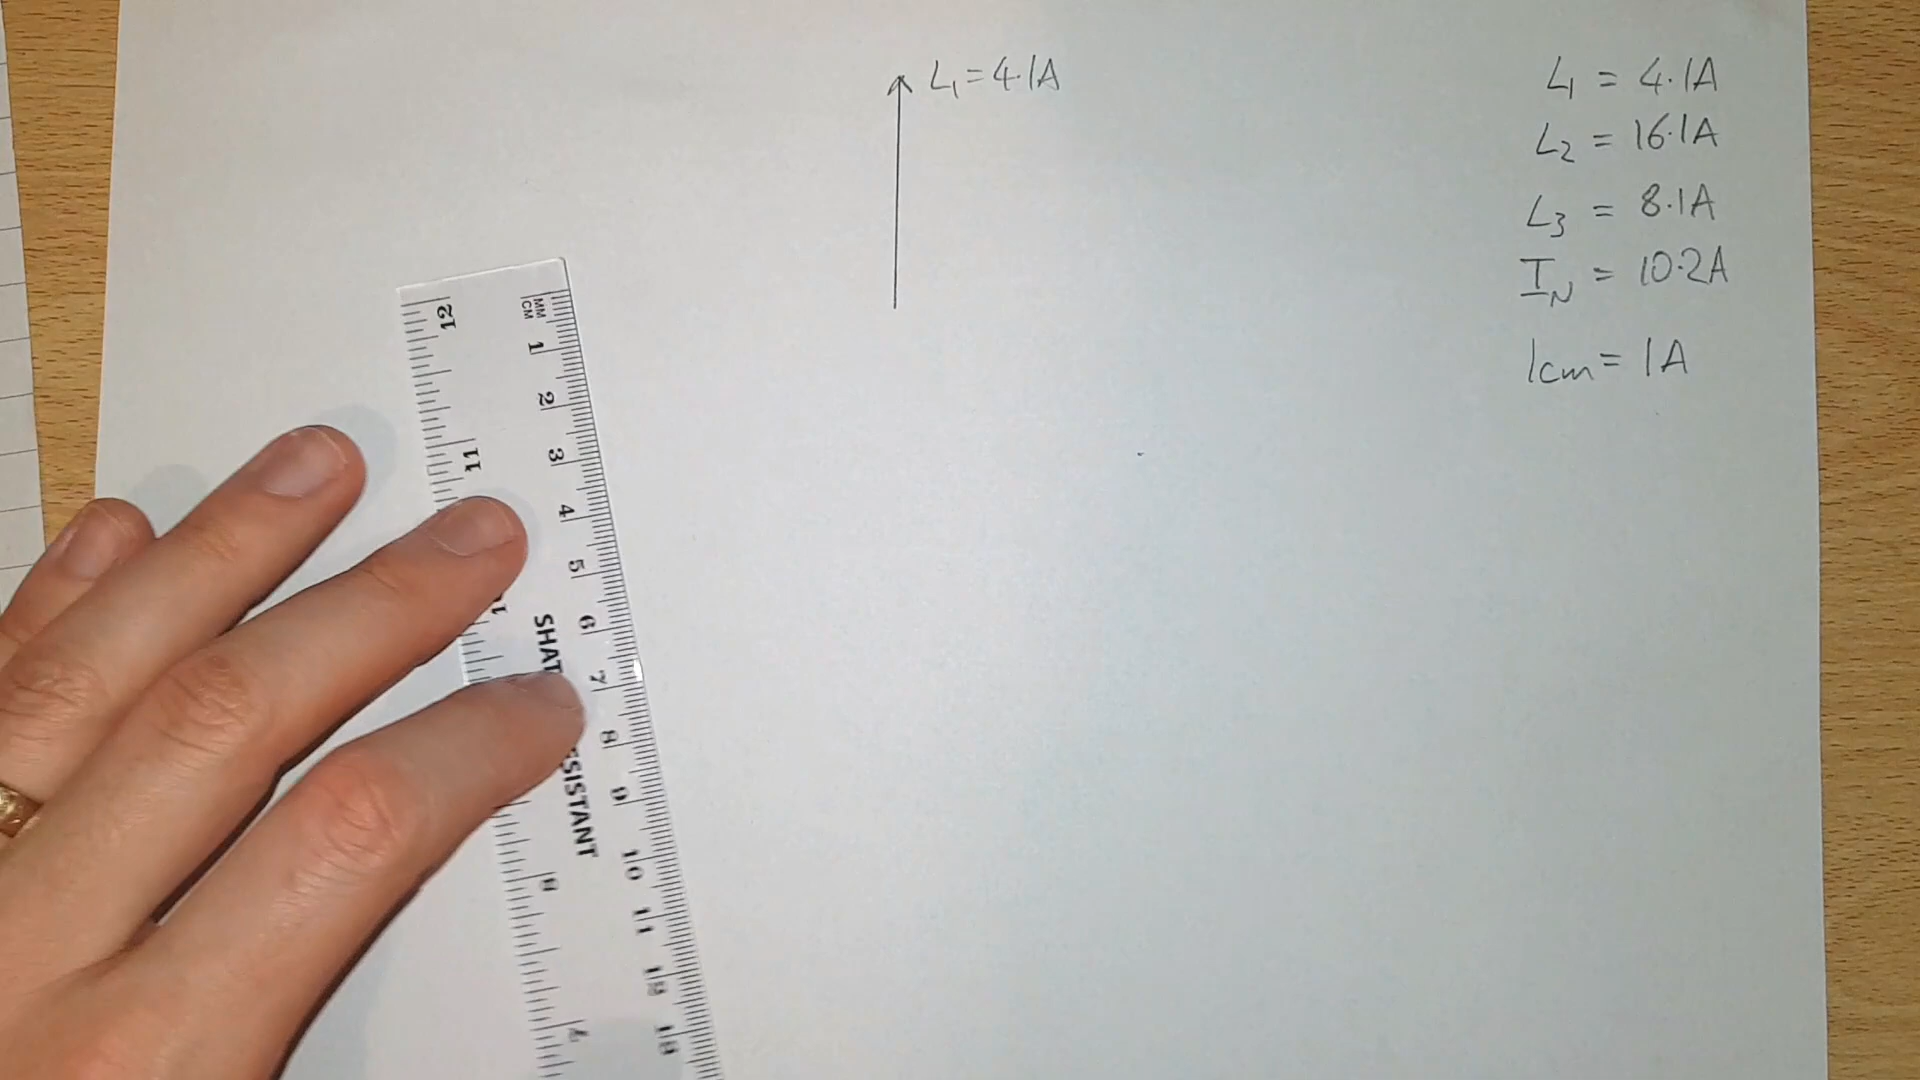 L1 = 4.1A
L1 = 4.1A
L2 = 16.1A
L3 = 8.1A
IN = 10.2A
1cm = 1A
MM
CM
1
2
3
4
5
6
7
8
9
10
11
12
13
12
11
SHAT
SISTANT